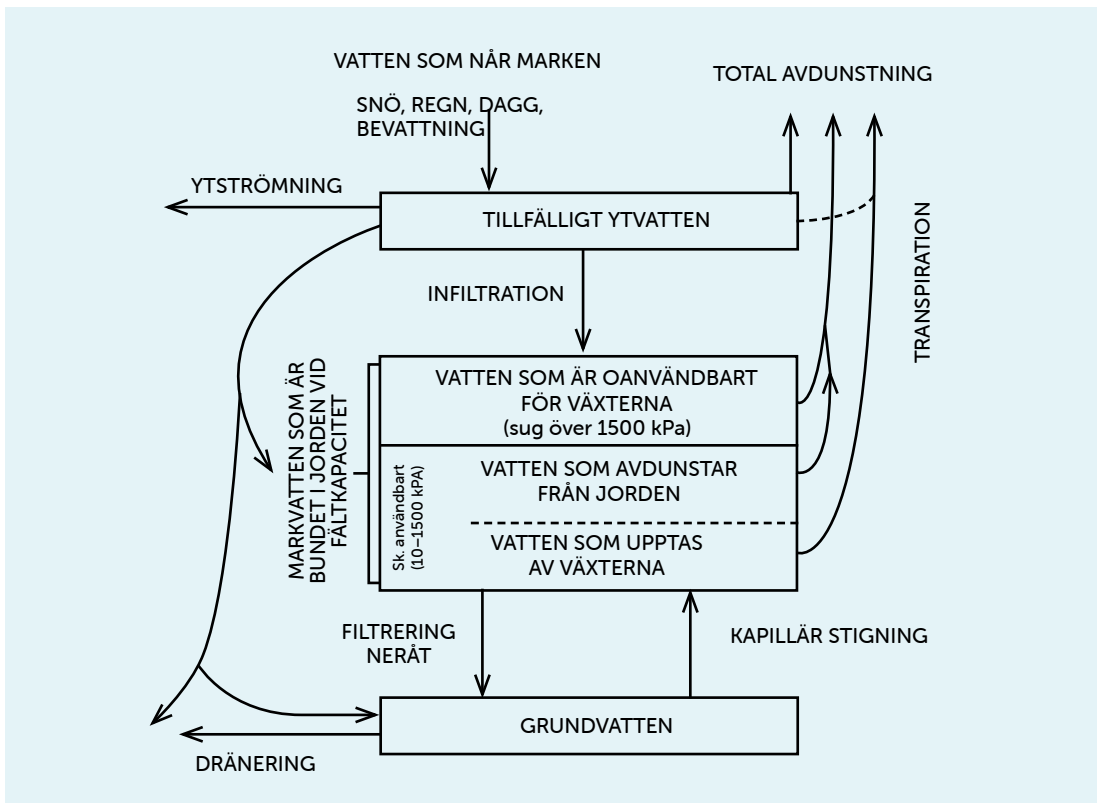 VATTEN SOM NÅR MARKEN
SNÖ, REGN, DAGG,
BEVATTNING
TOTAL AVDUNSTNING
YTSTRÖMNING
TILLFÄLLIGT YTVATTEN
TRANSPIRATION
INFILTRATION
MARKVATTEN SOM ÄR
BUNDET I JORDEN VID
FÄLTKAPACITET
VATTEN SOM ÄR OANVÄNDBART
FÖR VÄXTERNA
(sug över 1500 kPa)
Sk. användbart
(10–1500 kPA)
VATTEN SOM AVDUNSTAR
FRÅN JORDEN
VATTEN SOM UPPTAS
AV VÄXTERNA
FILTRERING
NERÅT
KAPILLÄR STIGNING
GRUNDVATTEN
DRÄNERING